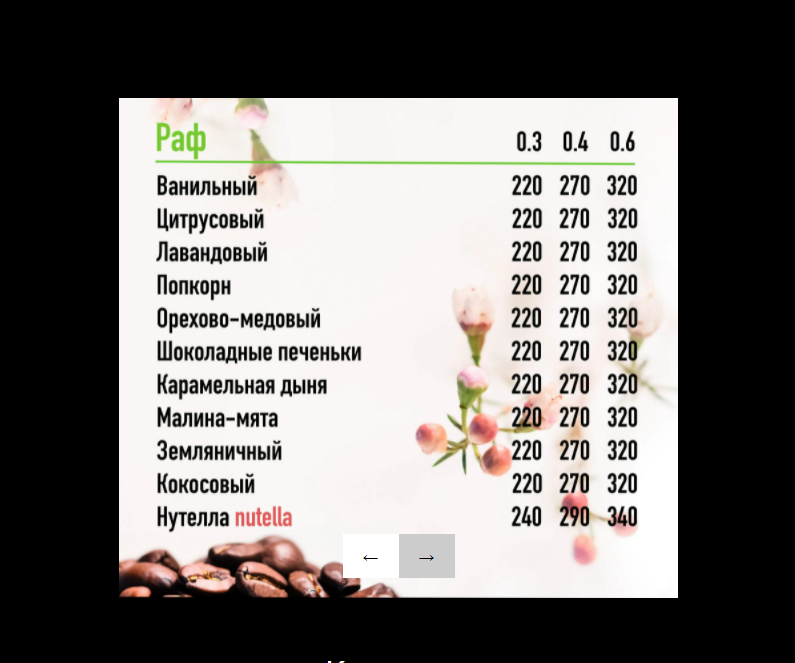 Раф 0.3 0.4 0.6
Ванильный 220 270 320
Цитрусовый 220 270 320
Лавандовый 220 270 320
Попкорн 220 270 320
Орехово-медовый 220 270 320
Шоколадные печеньки 220 270 320
Карамельная дыня 220 270 320
Малина-мята 220 270 320
Земляничный 220 270 320
Кокосовый 220 270 320
Нутелла nutella 240 290 340
← →